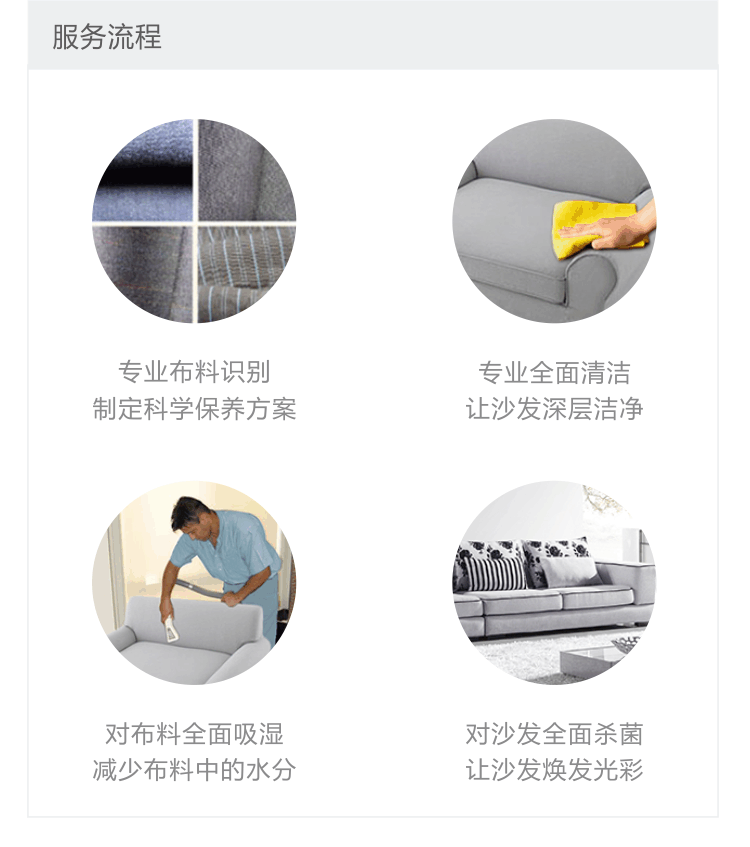 服务流程
专业布料识别
制定科学保养方案
专业全面清洁
让沙发深层洁净
对布料全面吸湿
减少布料中的水分
对沙发全面杀菌
让沙发焕发光彩